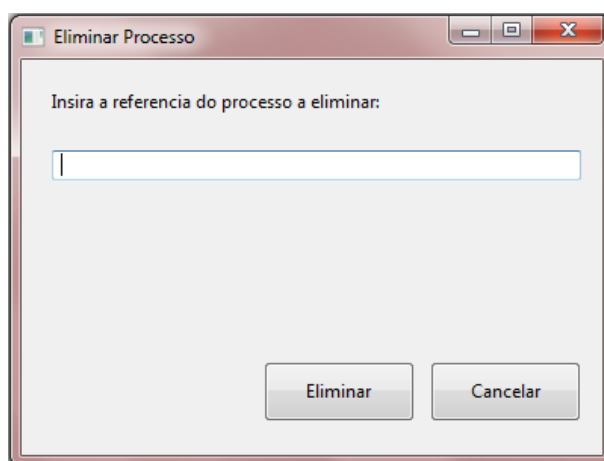 Eliminar Processo
Insira a referencia do processo a eliminar:
Eliminar
Cancelar